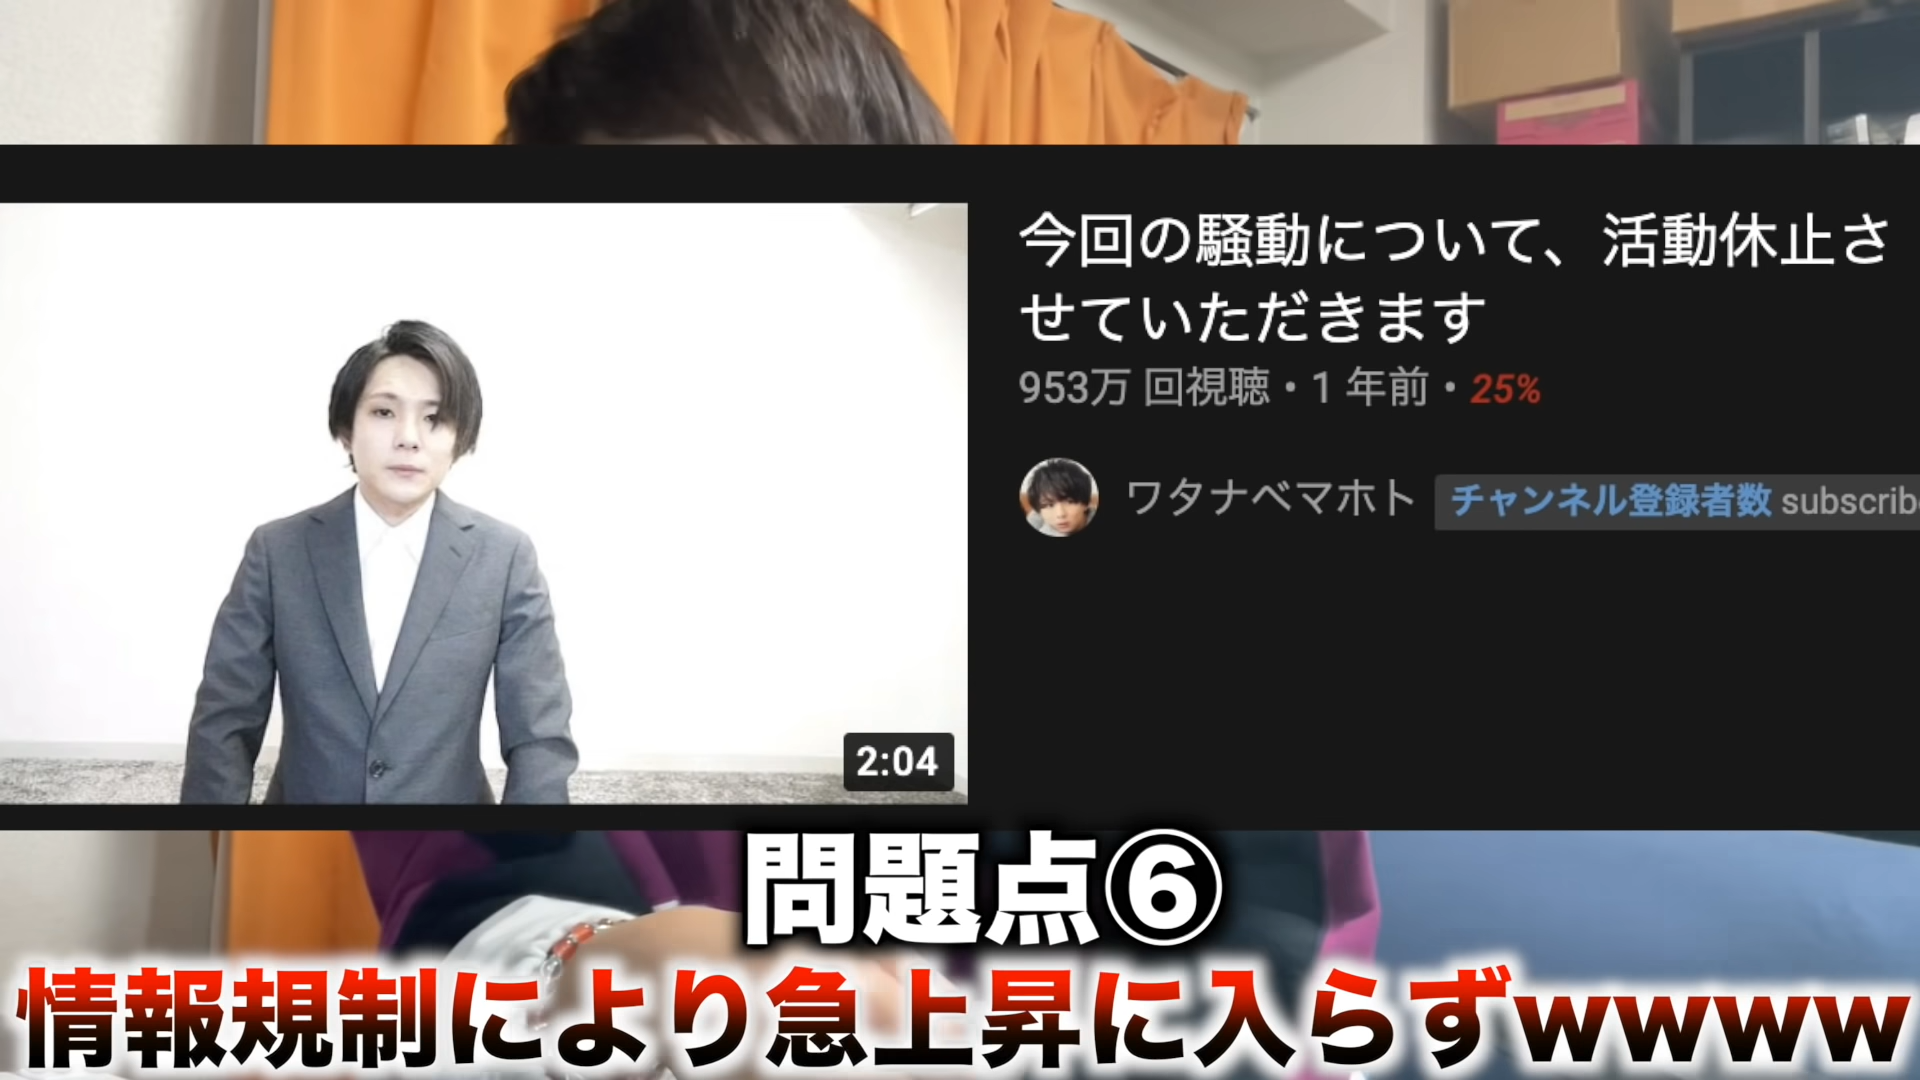 今回の騒動について、活動休止さ
せていただきます
953万 回視聴・1 年前・25%
ワタナベマホト チャンネル登録者数 subscribe
2:04
問題点⑥
情報規制により急上昇に入らずwwww